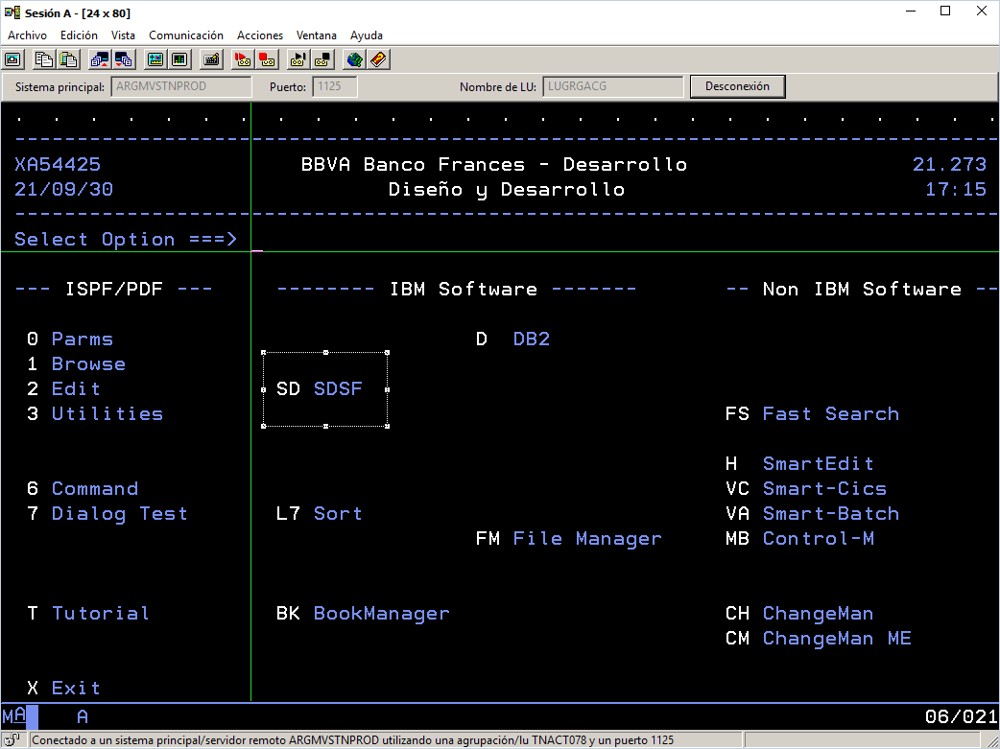 Sesión A - [24 x 80]
Archivo Edición Vista Comunicación Acciones Ventana Ayuda
Sistema principal: ARGMVSTNPROD Puerto: 1125 Nombre de LU: LUGRGACG Desconexión
. . . . . . . . . . . . . . . . . . . . . . . . . . .
--------------------------------------------------------------------------------
XA54425 BBVA Banco Frances - Desarrollo 21.273
21/09/30 Diseño y Desarrollo 17:15
--------------------------------------------------------------------------------
Select Option ===> _
--- ISPF/PDF --- -------- IBM Software ------- -- Non IBM Software --
0 Parms D DB2
1 Browse
2 Edit SD SDSF
3 Utilities FS Fast Search
H SmartEdit
6 Command VC Smart-Cics
7 Dialog Test L7 Sort VA Smart-Batch
FM File Manager MB Control-M
T Tutorial BK BookManager CH ChangeMan
CM ChangeMan ME
X Exit
MA A 06/021
Conectado a un sistema principal/servidor remoto ARGMVSTNPROD utilizando una agrupación/lu TNACT078 y un puerto 1125